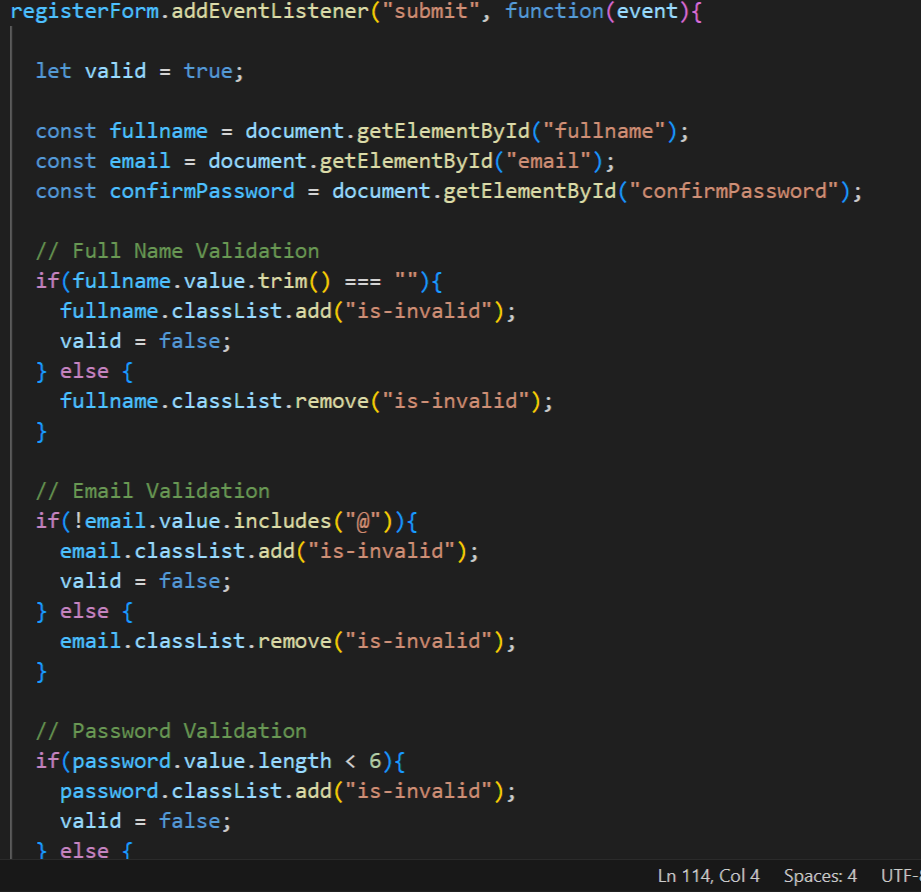 registerForm.addEventListener("submit", function(event){
let valid = true;
const fullname = document.getElementById("fullname");
const email = document.getElementById("email");
const confirmPassword = document.getElementById("confirmPassword");
// Full Name Validation
if(fullname.value.trim() === ""){
fullname.classList.add("is-invalid");
valid = false;
} else {
fullname.classList.remove("is-invalid");
}
// Email Validation
if(!email.value.includes("@")){
email.classList.add("is-invalid");
valid = false;
} else {
email.classList.remove("is-invalid");
}
// Password Validation
if(password.value.length < 6){
password.classList.add("is-invalid");
valid = false;
} else {
Ln 114, Col 4 Spaces: 4 UTF-